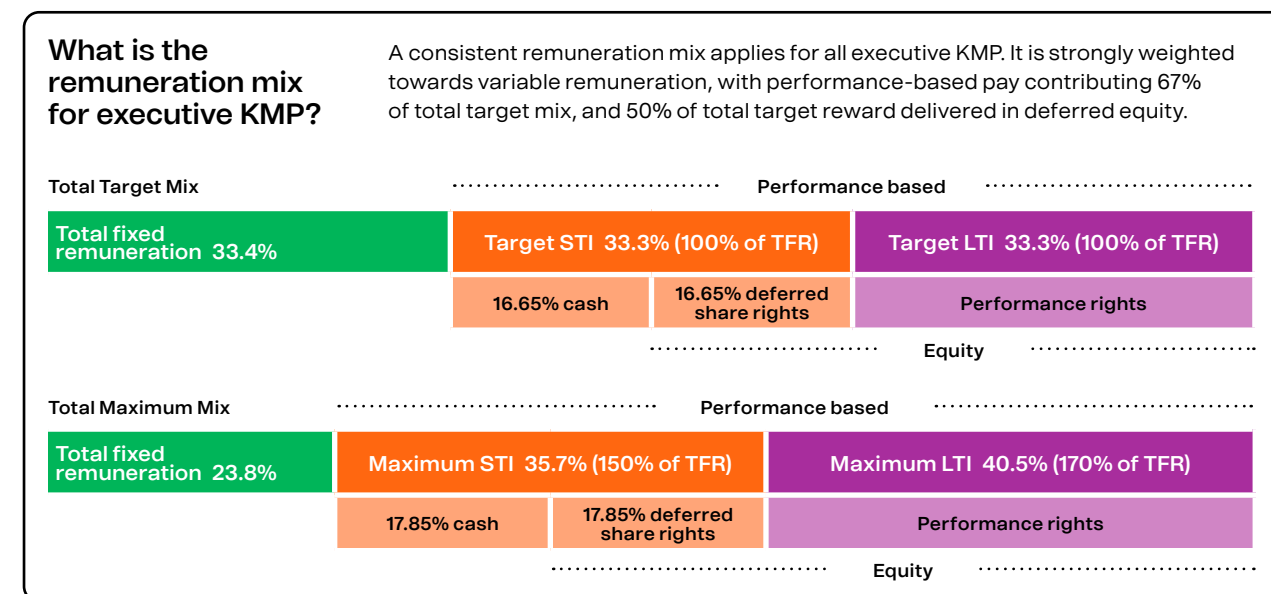 What is the
remuneration mix
for executive KMP?
A consistent remuneration mix applies for all executive KMP. It is strongly weighted
towards variable remuneration, with performance-based pay contributing 67%
of total target mix, and 50% of total target reward delivered in deferred equity.
Total Target Mix
Performance based
Total fixed
remuneration 33.4%
Target STI 33.3% (100% of TFR)
Target LTI 33.3% (100% of TFR)
16.65% cash
16.65% deferred
share rights
Performance rights
Equity
Total Maximum Mix
Performance based
Total fixed
remuneration 23.8%
Maximum STI 35.7% (150% of TFR)
Maximum LTI 40.5% (170% of TFR)
17.85% cash
17.85% deferred
share rights
Performance rights
Equity